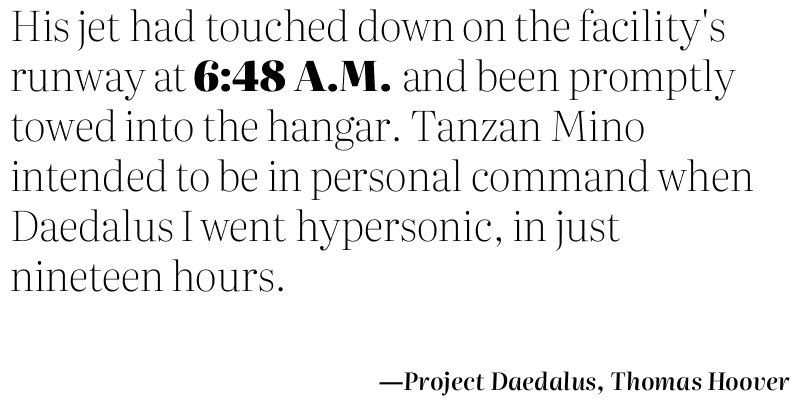 His jet had touched down on the facility's
runway at 6:48 A.M. and been promptly
towed into the hangar. Tanzan Mino
intended to be in personal command when
Daedalus I went hypersonic, in just
nineteen hours.
—Project Daedalus, Thomas Hoover